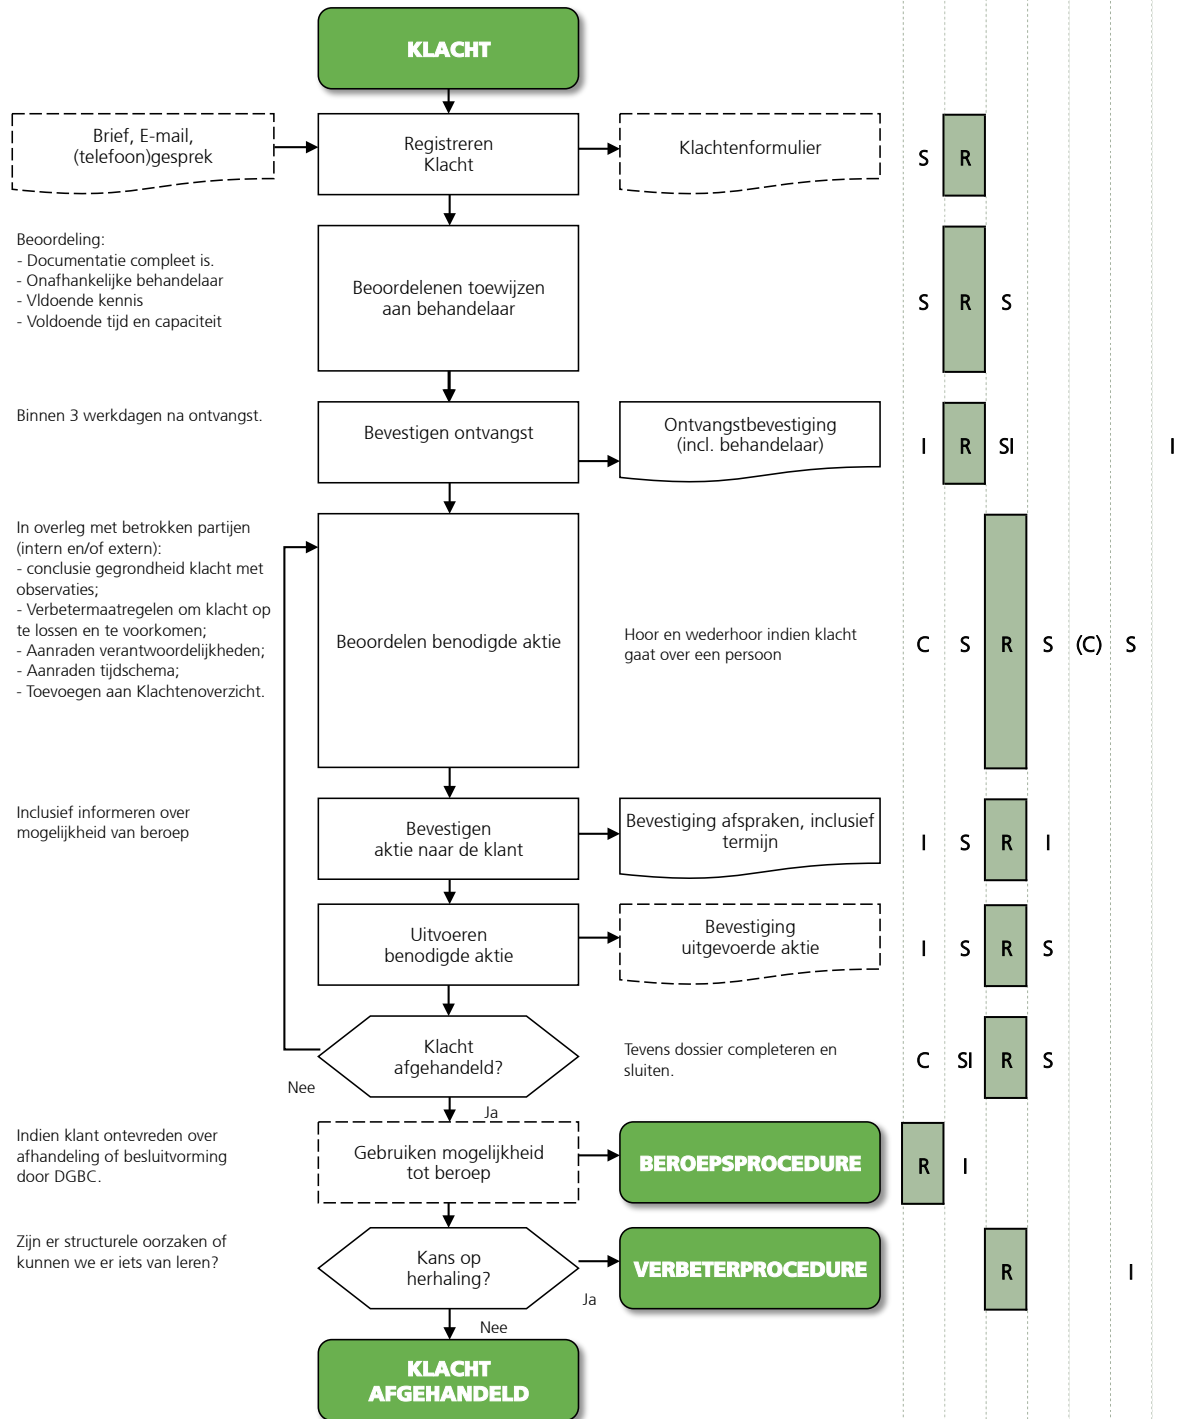 KLACHT
Brief, E-mail,
(telefoon)gesprek
Registreren
Klacht
Klachtenformulier
S R
Beoordeling:
- Documentatie compleet is.
- Onafhankelijke behandelaar
- Vldoende kennis
- Voldoende tijd en capaciteit
Beoordelenen toewijzen
aan behandelaar
S R S
Binnen 3 werkdagen na ontvangst.
Bevestigen ontvangst
Ontvangstbevestiging
(incl. behandelaar)
I R SI I
In overleg met betrokken partijen
(intern en/of extern):
- conclusie gegrondheid klacht met
observaties;
- Verbetermaatregelen om klacht op
te lossen en te voorkomen;
- Aanraden verantwoordelijkheden;
- Aanraden tijdschema;
- Toevoegen aan Klachtenoverzicht.
Beoordelen benodigde aktie
Hoor en wederhoor indien klacht
gaat over een persoon
C S R S (C) S
Inclusief informeren over
mogelijkheid van beroep
Bevestigen
aktie naar de klant
Bevestiging afspraken, inclusief
termijn
I S R I
Uitvoeren
benodigde aktie
Bevestiging
uitgevoerde aktie
I S R S
Klacht
afgehandeld?
Nee
Ja
Tevens dossier completeren en
sluiten.
C SI R S
Indien klant ontevreden over
afhandeling of besluitvorming
door DGBC.
Gebruiken mogelijkheid
tot beroep
BEROEPSPROCEDURE
R I
Zijn er structurele oorzaken of
kunnen we er iets van leren?
Kans op
herhaling?
Ja
Nee
VERBETERPROCEDURE
R I
KLACHT
AFGEHANDELD